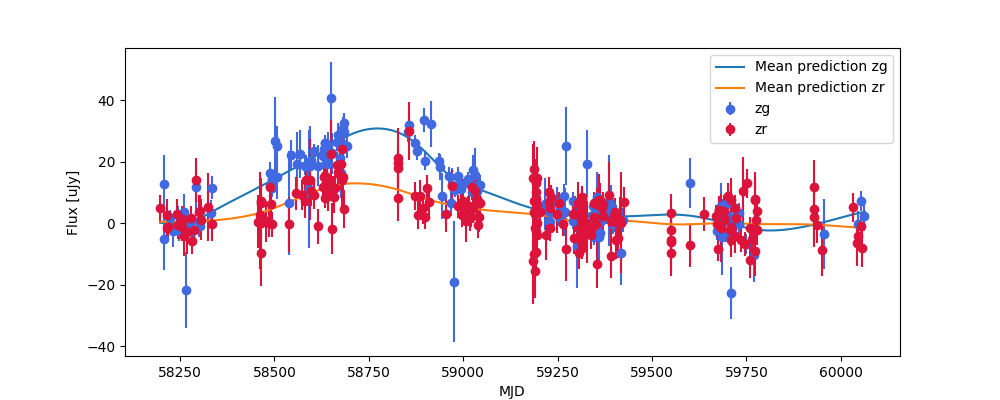 Mean prediction zg
Mean prediction zr
zg
zr
Flux [uJy]
40
20
0
−20
−40
58250
58500
58750
59000
59250
59500
59750
60000
MJD